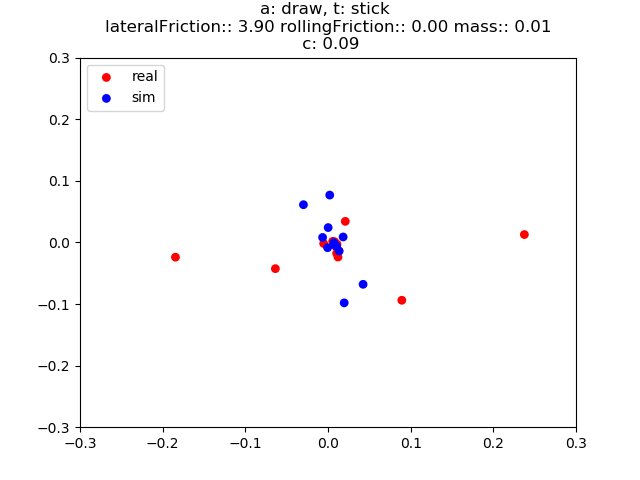 a: draw, t: stick
lateralFriction:: 3.90 rollingFriction:: 0.00 mass:: 0.01
c: 0.09
real
sim
0.3
0.2
0.1
0.0
−0.1
−0.2
−0.3
−0.3 −0.2 −0.1 0.0 0.1 0.2 0.3